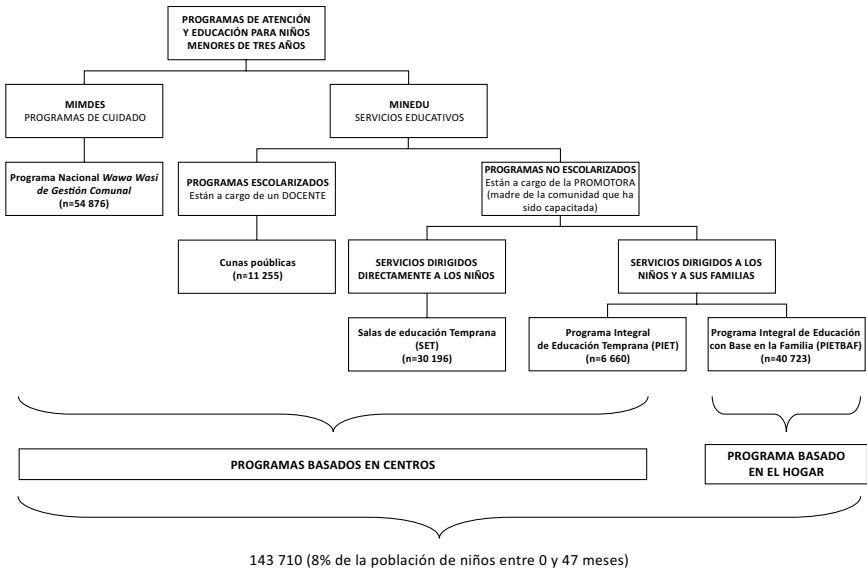 PROGRAMAS DE ATENCIÓN
Y EDUCACIÓN PARA NIÑOS
MENORES DE TRES AÑOS
MIMDES
PROGRAMAS DE CUIDADO
MINEDU
SERVICIOS EDUCATIVOS
Programa Nacional Wawa Wasi
de Gestión Comunal
(n=54 876)
PROGRAMAS ESCOLARIZADOS
Están a cargo de un DOCENTE
PROGRAMAS NO ESCOLARIZADOS
Están a cargo de la PROMOTORA
(madre de la comunidad que ha
sido capacitada)
Cunas poúblicas
(n=11 255)
SERVICIOS DIRIGIDOS
DIRECTAMENTE A LOS NIÑOS
SERVICIOS DIRIGIDOS A LOS
NIÑOS Y A SUS FAMILIAS
Salas de educación Temprana
(SET)
(n=30 196)
Programa Integral
de Educación Temprana (PIET)
(n=6 660)
Programa Integral de Educación
con Base en la Familia (PIETBAF)
(n=40 723)
PROGRAMAS BASADOS EN CENTROS
PROGRAMA BASADO
EN EL HOGAR
143 710 (8% de la población de niños entre 0 y 47 meses)